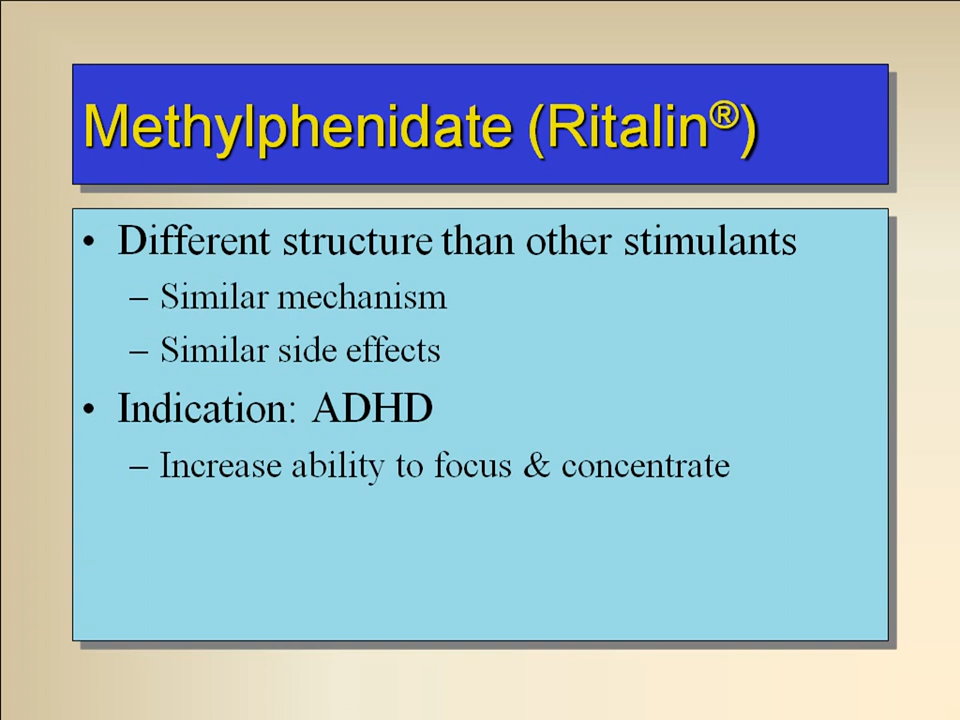 Methylphenidate (Ritalin®)
• Different structure than other stimulants
– Similar mechanism
– Similar side effects
• Indication: ADHD
– Increase ability to focus & concentrate